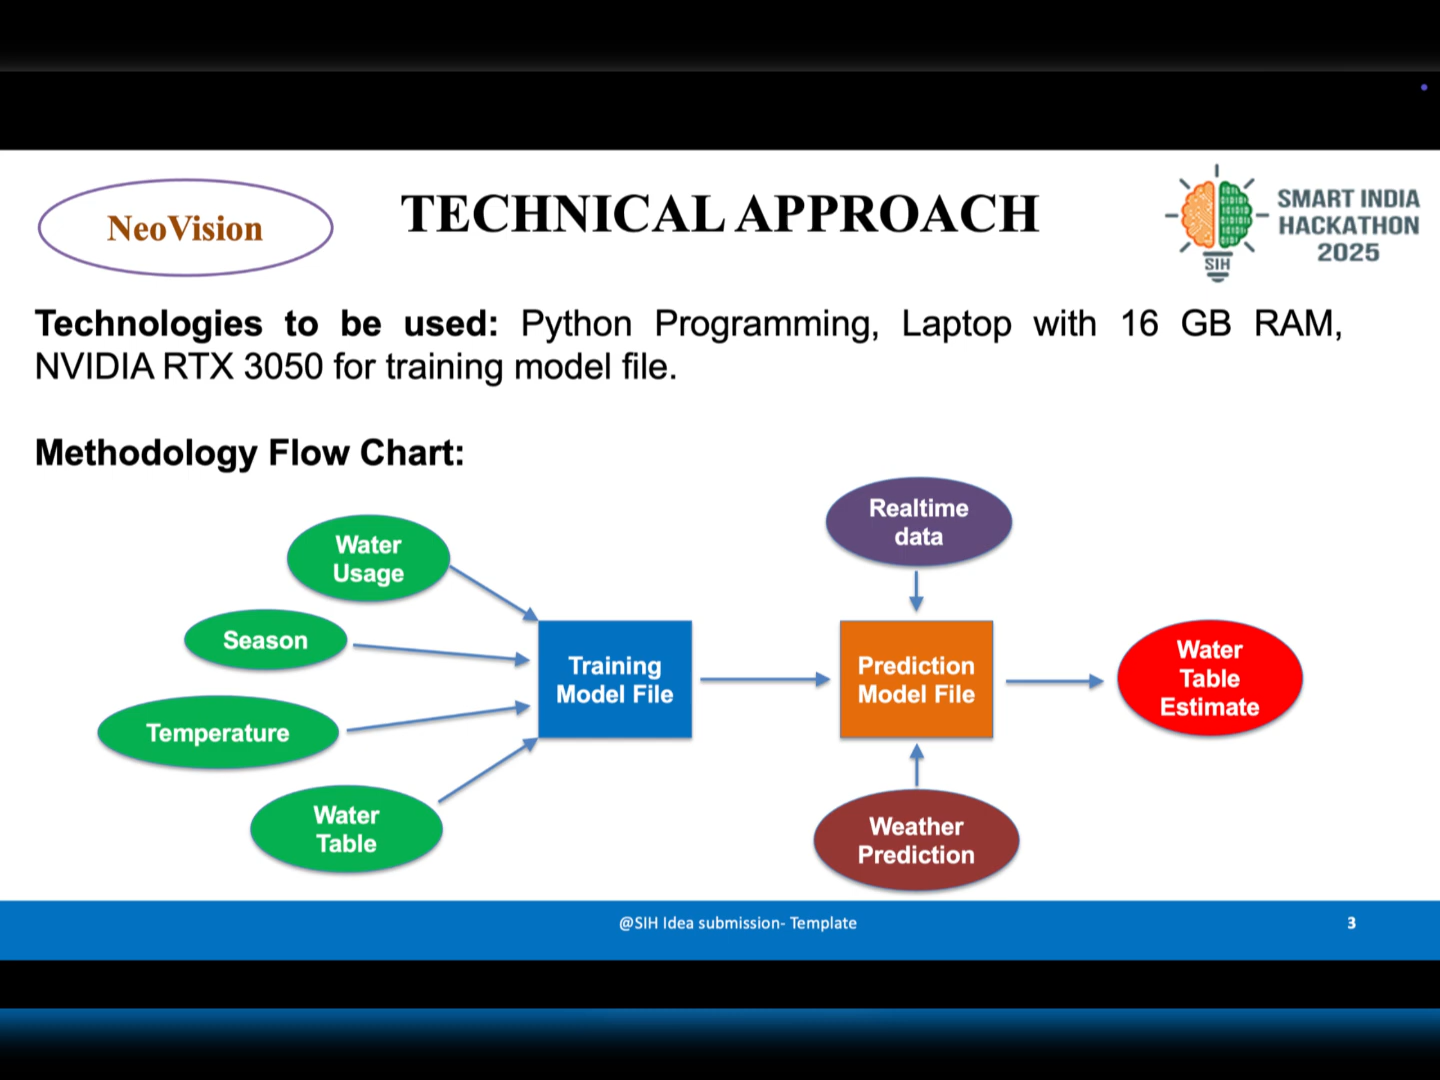 NeoVision
TECHNICAL APPROACH
SMART INDIA
HACKATHON
2025
SIH
Technologies to be used: Python Programming, Laptop with 16 GB RAM,
NVIDIA RTX 3050 for training model file.
Methodology Flow Chart:
Water
Usage
Season
Temperature
Water
Table
Training
Model File
Realtime
data
Prediction
Model File
Weather
Prediction
Water
Table
Estimate
@SIH Idea submission- Template
3